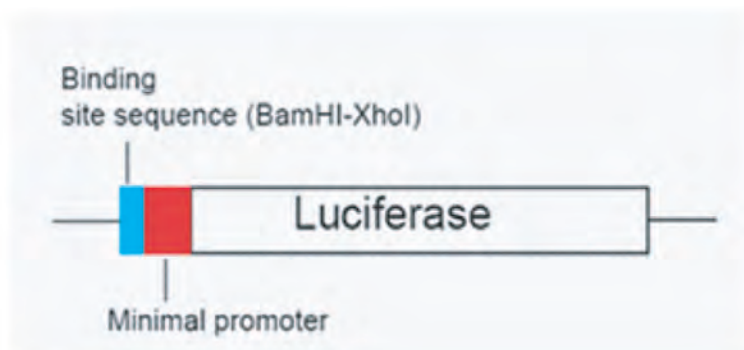 Binding
site sequence (BamHI-XhoI)
Luciferase
Minimal promoter